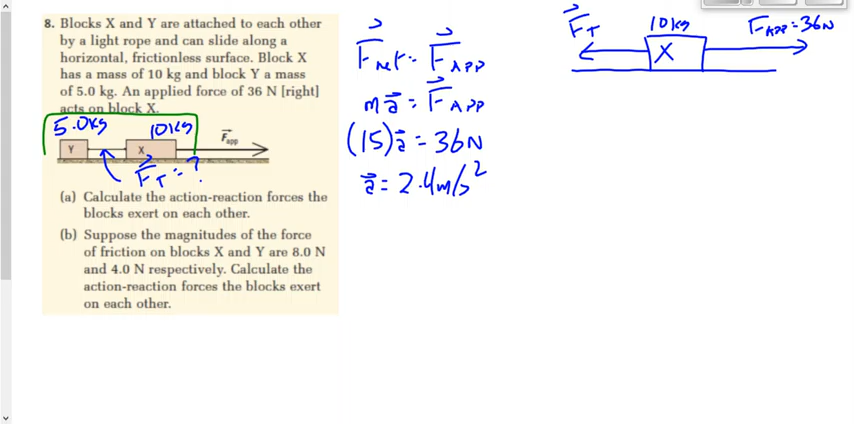 8. Blocks X and Y are attached to each other
by a light rope and can slide along a
horizontal, frictionless surface. Block X
has a mass of 10 kg and block Y a mass
of 5.0 kg. An applied force of 36 N [right]
acts on block X.
5.0kg 10kg
Y X F⃗app
F⃗T = ?
(a) Calculate the action-reaction forces the
blocks exert on each other.
(b) Suppose the magnitudes of the force
of friction on blocks X and Y are 8.0 N
and 4.0 N respectively. Calculate the
action-reaction forces the blocks exert
on each other.
F⃗net = F⃗APP
ma⃗ = F⃗APP
(15)a⃗ = 36N
a⃗ = 2.4m/s²
F⃗T 10kg F⃗APP = 36N
X